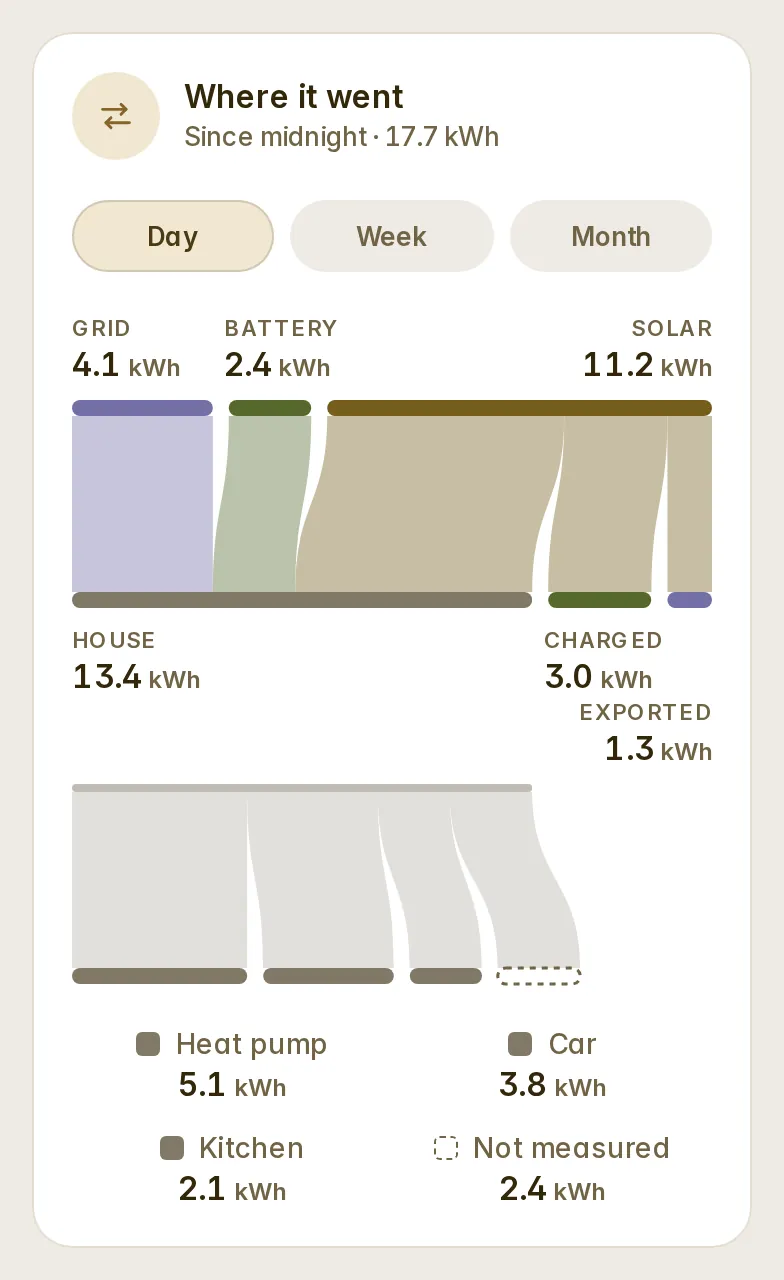 Where it went
Since midnight · 17.7 kWh
Day Week Month
GRID BATTERY SOLAR
4.1 kWh 2.4 kWh 11.2 kWh
HOUSE CHARGED
13.4 kWh 3.0 kWh
EXPORTED
1.3 kWh
Heat pump Car
5.1 kWh 3.8 kWh
Kitchen Not measured
2.1 kWh 2.4 kWh